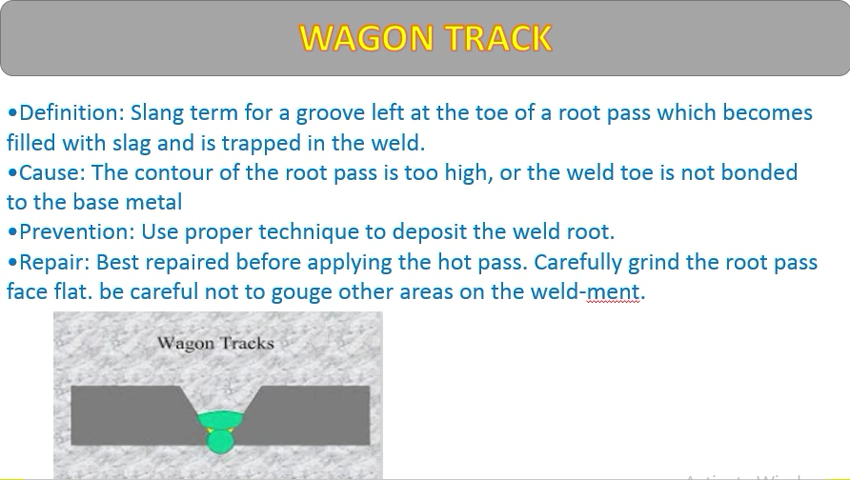 WAGON TRACK
•Definition: Slang term for a groove left at the toe of a root pass which becomes
filled with slag and is trapped in the weld.
•Cause: The contour of the root pass is too high, or the weld toe is not bonded
to the base metal
•Prevention: Use proper technique to deposit the weld root.
•Repair: Best repaired before applying the hot pass. Carefully grind the root pass
face flat. be careful not to gouge other areas on the weld-ment.
Wagon Tracks